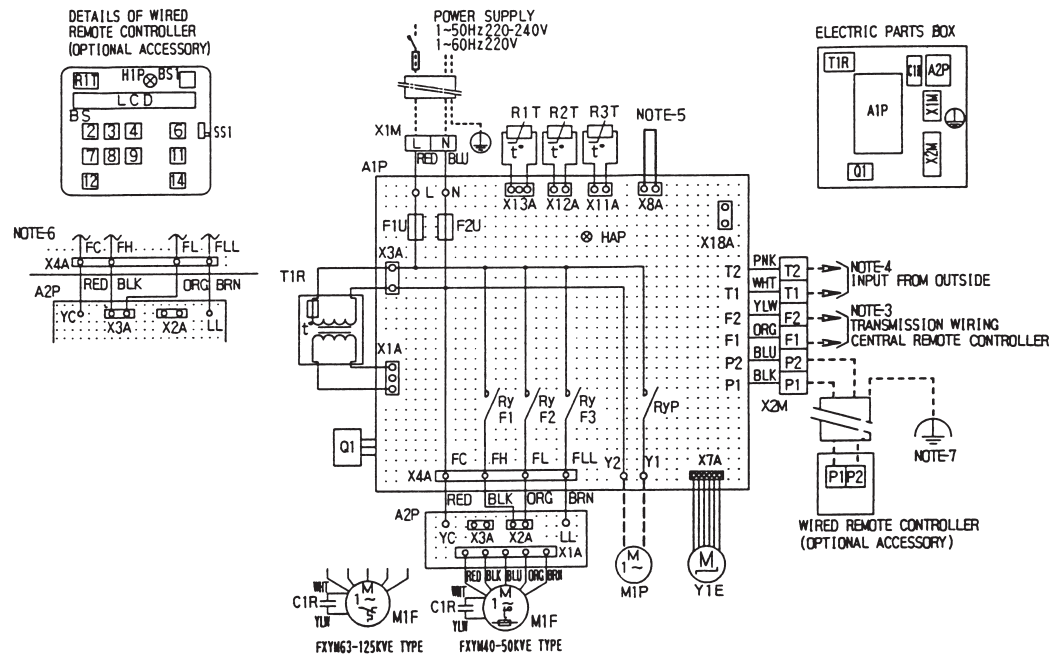 DETAILS OF WIRED
REMOTE CONTROLLER
(OPTIONAL ACCESSORY)
R1T H1P BS1
LCD
BS
2 3 4 6 SS1
7 8 9 11
12 14
POWER SUPPLY
1~50Hz220-240V
1~60Hz220V
ELECTRIC PARTS BOX
T1R C1R A2P
A1P
X1M
X2M
Q1
X1M L N
RED BLU
R1T R2T R3T NOTE-5
t° t° t°
A1P
L N
X13A X12A X11A X8A
F1U F2U
HAP
X18A
NOTE-6
FC FH FL FLL
X4A
RED BLK ORG BRN
A2P
YC X3A X2A LL
X3A
T1R
t°
X1A
T2 PNK T2 NOTE-4
INPUT FROM OUTSIDE
T1 WHT T1
F2 YLW F2 NOTE-3
TRANSMISSION WIRING
F1 ORG F1 CENTRAL REMOTE CONTROLLER
P2 BLU P2
P1 BLK P1
X2M
Ry F1
Ry F2
Ry F3
RyP
Q1
NOTE-7
FC FH FL FLL Y2 Y1 X7A
X4A
RED BLK ORG BRN
P1 P2
A2P
YC X3A X2A LL
X1A
WIRED REMOTE CONTROLLER
(OPTIONAL ACCESSORY)
RED BLK BLU ORG BRN
M 1~
M1P
M
Y1E
WHT
C1R
YLW
M 1~
M1F
WHT
C1R
YLW
M 1~
M1F
FXYM63-125KVE TYPE
FXYM40-50KVE TYPE